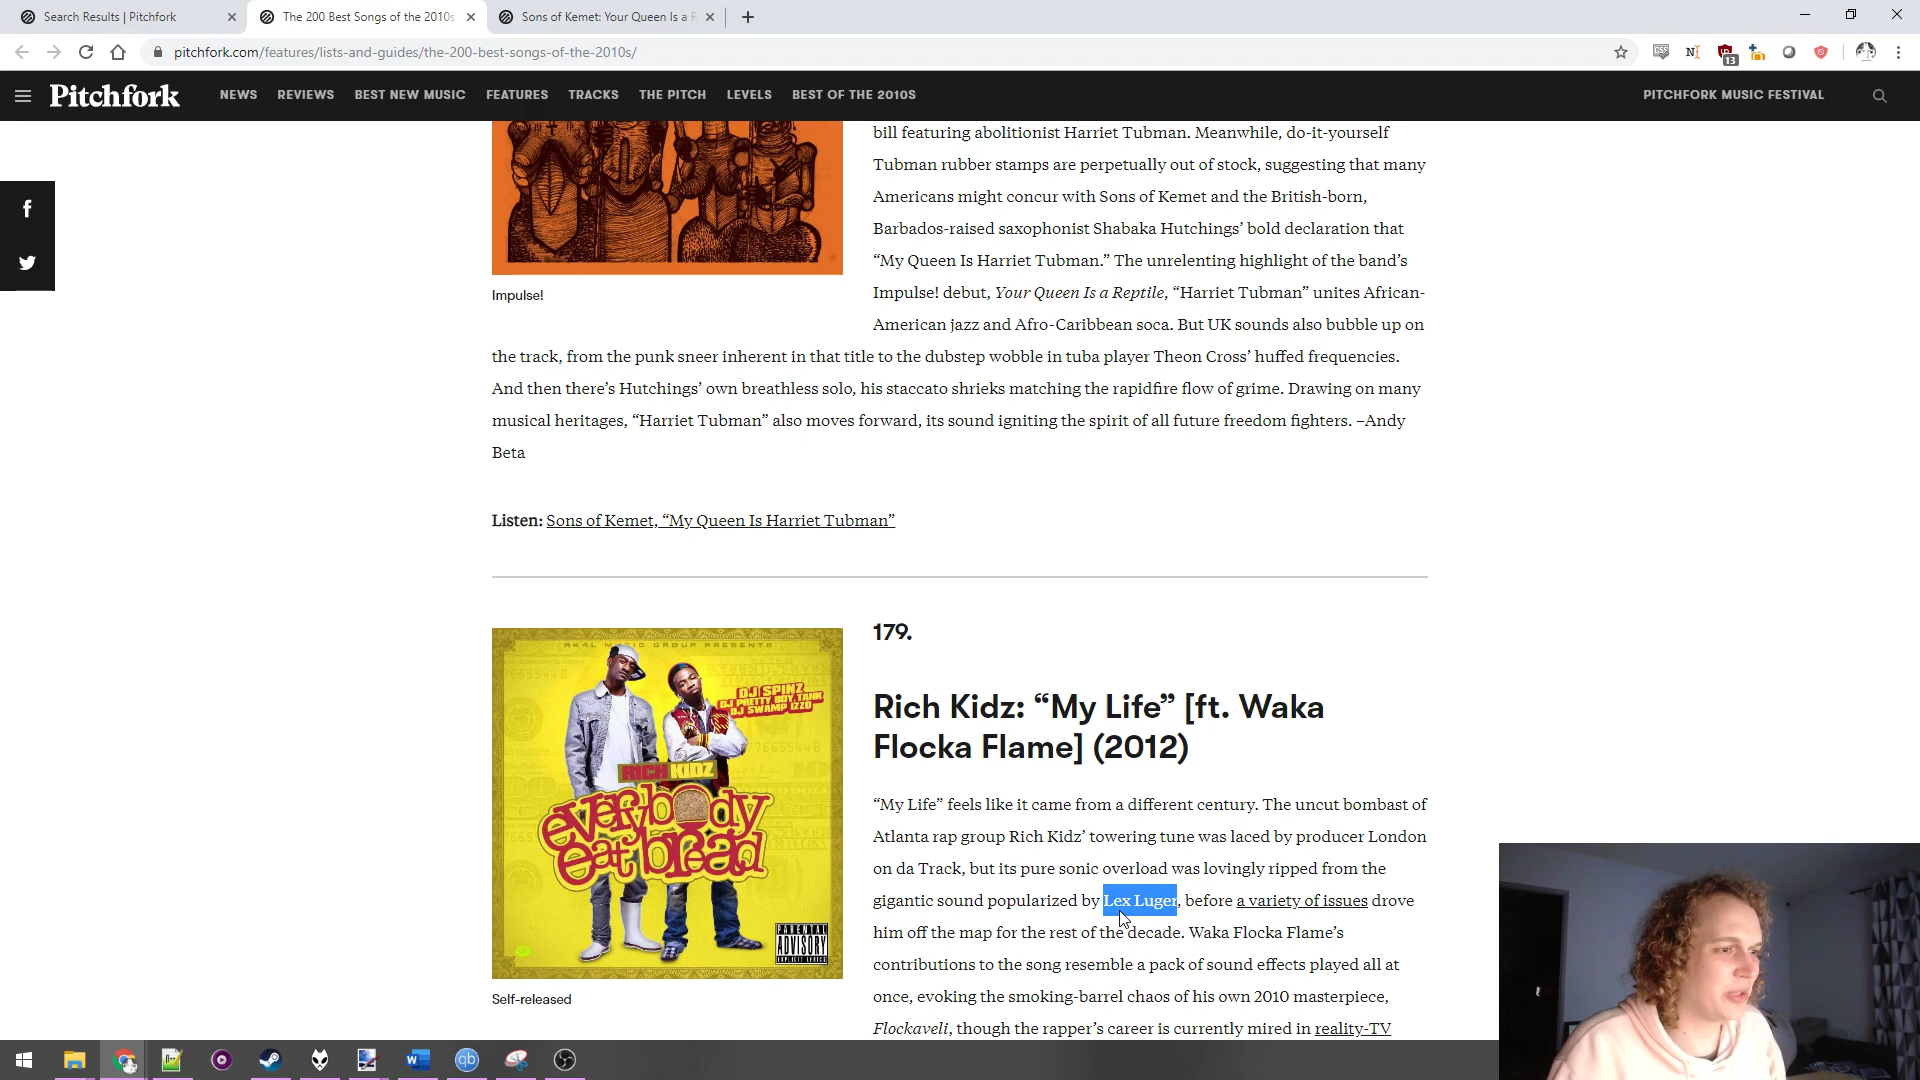 Search Results | Pitchfork
The 200 Best Songs of the 2010s
Sons of Kemet: Your Queen Is a R
pitchfork.com/features/lists-and-guides/the-200-best-songs-of-the-2010s/
CSS
13
Pitchfork
NEWS REVIEWS BEST NEW MUSIC FEATURES TRACKS THE PITCH LEVELS BEST OF THE 2010S PITCHFORK MUSIC FESTIVAL
bill featuring abolitionist Harriet Tubman. Meanwhile, do-it-yourself
Tubman rubber stamps are perpetually out of stock, suggesting that many
Americans might concur with Sons of Kemet and the British-born,
Barbados-raised saxophonist Shabaka Hutchings’ bold declaration that
“My Queen Is Harriet Tubman.” The unrelenting highlight of the band’s
Impulse! debut, Your Queen Is a Reptile, “Harriet Tubman” unites African-
American jazz and Afro-Caribbean soca. But UK sounds also bubble up on
Impulse!
the track, from the punk sneer inherent in that title to the dubstep wobble in tuba player Theon Cross’ huffed frequencies.
And then there’s Hutchings’ own breathless solo, his staccato shrieks matching the rapidfire flow of grime. Drawing on many
musical heritages, “Harriet Tubman” also moves forward, its sound igniting the spirit of all future freedom fighters. –Andy
Beta
Listen: Sons of Kemet, “My Queen Is Harriet Tubman”
179.
Rich Kidz: “My Life” [ft. Waka
Flocka Flame] (2012)
DJ SPINZ
DJ PRETTY BOY TANK
DJ SWAMP IZZO
RICH KIDZ
everybody
eat bread
PARENTAL
ADVISORY
EXPLICIT LYRICS
“My Life” feels like it came from a different century. The uncut bombast of
Atlanta rap group Rich Kidz’ towering tune was laced by producer London
on da Track, but its pure sonic overload was lovingly ripped from the
gigantic sound popularized by Lex Luger, before a variety of issues drove
him off the map for the rest of the decade. Waka Flocka Flame’s
contributions to the song resemble a pack of sound effects played all at
once, evoking the smoking-barrel chaos of his own 2010 masterpiece,
Flockaveli, though the rapper’s career is currently mired in reality-TV
Self-released
qb